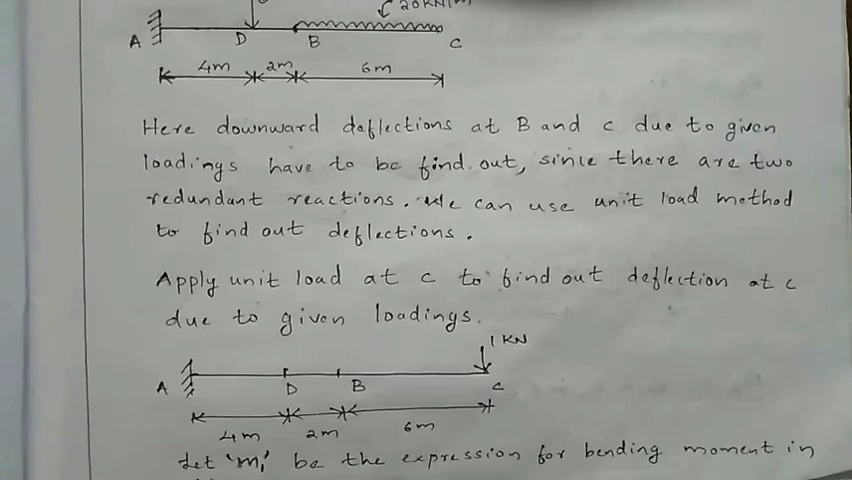 20KN/m
A D B C
4m 2m 6m
Here downward deflections at B and c due to given
loadings have to be find out, since there are two
redundant reactions. We can use unit load method
to find out deflections.
Apply unit load at c to find out deflection at c
due to given loadings.
1 KN
A D B C
4m 2m 6m
Let 'm₁' be the expression for bending moment in